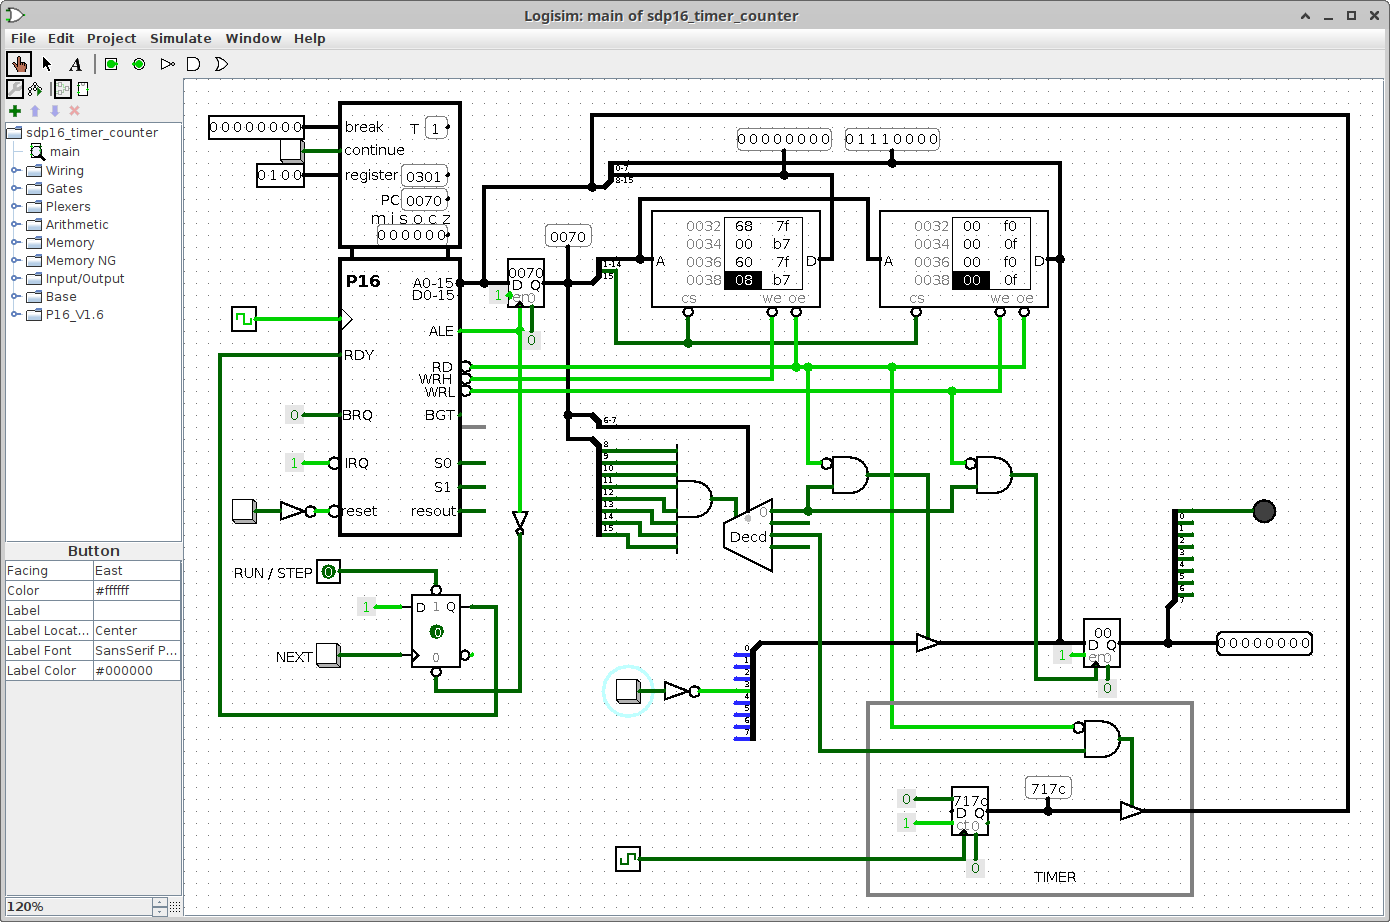 Logisim: main of sdp16_timer_counter
File Edit Project Simulate Window Help
A
sdp16_timer_counter
main
Wiring
Gates
Plexers
Arithmetic
Memory
Memory NG
Input/Output
Base
P16_V1.6
Button
Facing East
Color #ffffff
Label
Label Locat... Center
Label Font SansSerif P...
Label Color #000000
120%
00000000 break T 1
continue
0100 register 0301
PC 0070
m i s o c z
000000
P16
A0-15
D0-15
ALE
RDY
RD
WRH
WRL
0 BRQ BGT
1 IRQ S0
S1
reset resout
RUN / STEP 0
1 D 1 Q
0
NEXT 0
0070
0070
D Q
1 en 0
0
00000000 01110000
0-7
8-15
1-14
15
0032 68 7f
0034 00 b7
A 0036 60 7f D
0038 08 b7
cs we oe
0032 00 f0
0034 00 0f
A 0036 00 f0 D
0038 00 0f
cs we oe
6-7
8
9
10
11
12
13
14
15
0
Decd
0
1
2
3
4
5
6
7
0
1
2
3
4
5
6
7
00
D Q
1 en 0
0
00000000
717c
0 717c
D Q
1 ct 0
0
TIMER